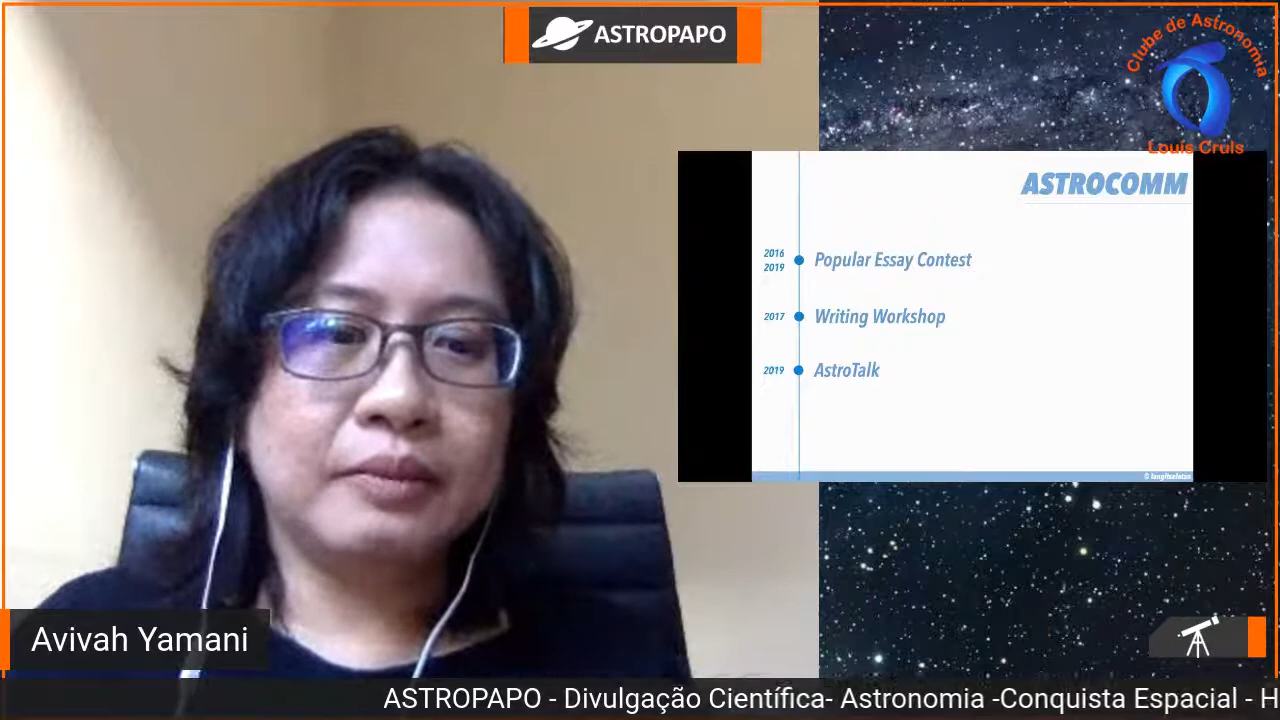 ASTROPAPO
Clube de Astronomia
Louis Cruls
ASTROCOMM
2016
2019
Popular Essay Contest
2017
Writing Workshop
2019
AstroTalk
© langitselatan
Avivah Yamani
ASTROPAPO - Divulgação Científica- Astronomia -Conquista Espacial - H